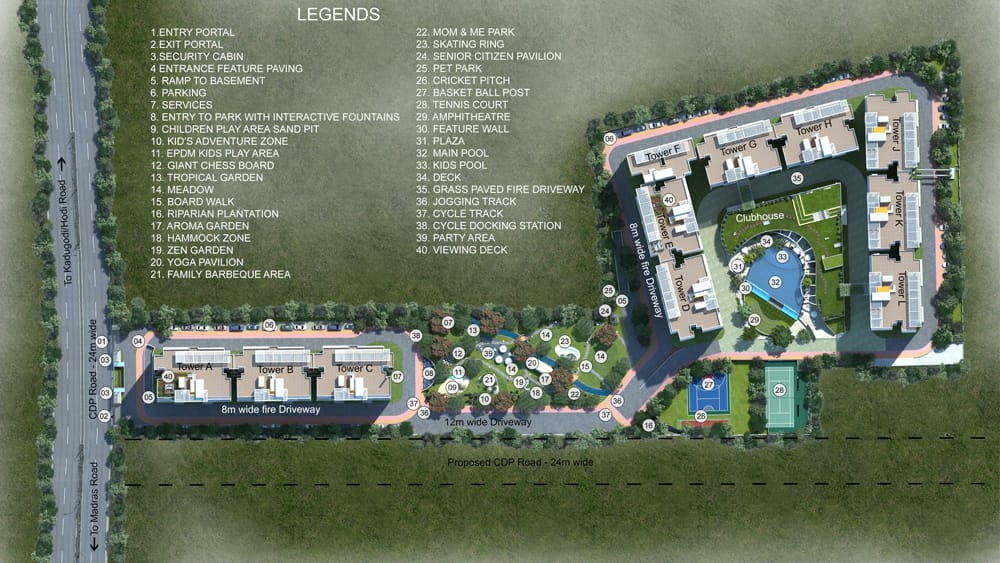 LEGENDS
1.ENTRY PORTAL
2.EXIT PORTAL
3.SECURITY CABIN
4 ENTRANCE FEATURE PAVING
5. RAMP TO BASEMENT
6. PARKING
7. SERVICES
8. ENTRY TO PARK WITH INTERACTIVE FOUNTAINS
9. CHILDREN PLAY AREA SAND PIT
10. KID'S ADVENTURE ZONE
11. EPDM KIDS PLAY AREA
12. GIANT CHESS BOARD
13. TROPICAL GARDEN
14. MEADOW
15. BOARD WALK
16. RIPARIAN PLANTATION
17. AROMA GARDEN
18. HAMMOCK ZONE
19. ZEN GARDEN
20. YOGA PAVILION
21. FAMILY BARBEQUE AREA
22. MOM & ME PARK
23. SKATING RING
24. SENIOR CITIZEN PAVILION
25. PET PARK
26. CRICKET PITCH
27. BASKET BALL POST
28. TENNIS COURT
29. AMPHITHEATRE
30. FEATURE WALL
31. PLAZA
32. MAIN POOL
33. KIDS POOL
34. DECK
35. GRASS PAVED FIRE DRIVEWAY
36. JOGGING TRACK
37. CYCLE TRACK
38. CYCLE DOCKING STATION
39. PARTY AREA
40. VIEWING DECK
06
Tower F
Tower G
Tower H
Tower J
35
40
Tower E
Tower K
Clubhouse
8m wide fire Driveway
34
33
31
32
30
29
Tower D
Tower L
25
05
24
To Kadugodi/Hodi Road
CDP Road - 24m wide
To Madras Road
01
04
03
03
02
06
Tower A
Tower B
Tower C
40
05
07
8m wide fire Driveway
38
07
13
14
23
15
14
12
39
20
14
08
11
09
21
19
17
10
18
22
37
36
36
37
16
12m wide Driveway
27
26
28
Proposed CDP Road - 24m wide